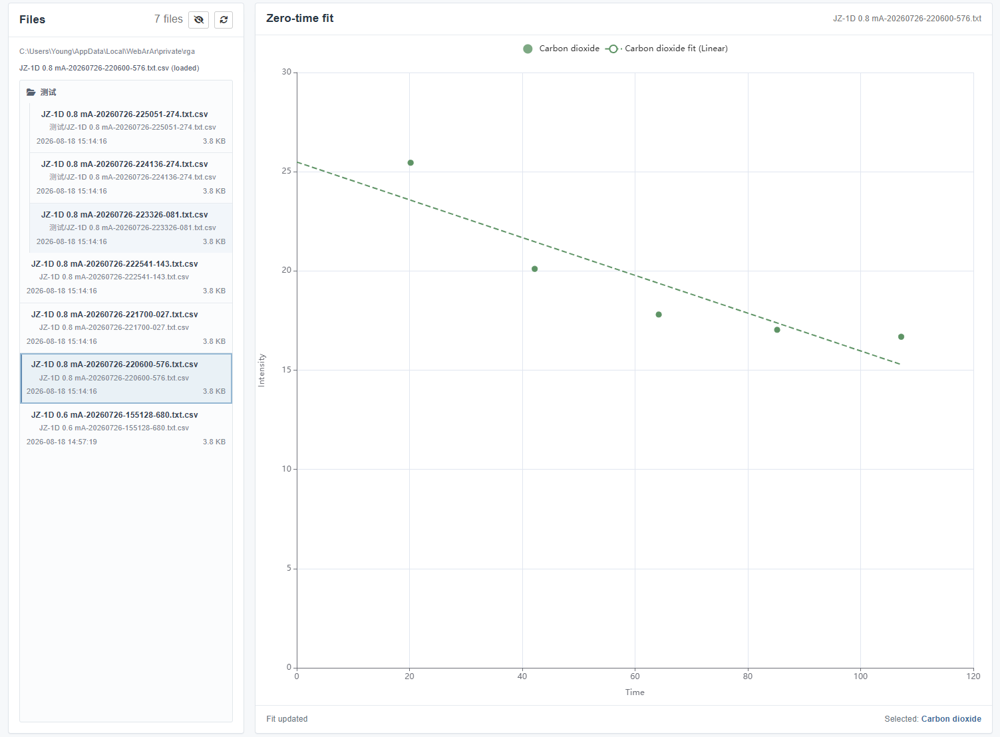 Files
7 files
C:\Users\Young\AppData\Local\WebArAr\private\rga
JZ-1D 0.8 mA-20260726-220600-576.txt.csv (loaded)
测试
JZ-1D 0.8 mA-20260726-225051-274.txt.csv
测试/JZ-1D 0.8 mA-20260726-225051-274.txt.csv
2026-08-18 15:14:16 3.8 KB
JZ-1D 0.8 mA-20260726-224136-274.txt.csv
测试/JZ-1D 0.8 mA-20260726-224136-274.txt.csv
2026-08-18 15:14:16 3.8 KB
JZ-1D 0.8 mA-20260726-223326-081.txt.csv
测试/JZ-1D 0.8 mA-20260726-223326-081.txt.csv
2026-08-18 15:14:16 3.8 KB
JZ-1D 0.8 mA-20260726-222541-143.txt.csv
JZ-1D 0.8 mA-20260726-222541-143.txt.csv
2026-08-18 15:14:16 3.8 KB
JZ-1D 0.8 mA-20260726-221700-027.txt.csv
JZ-1D 0.8 mA-20260726-221700-027.txt.csv
2026-08-18 15:14:16 3.8 KB
JZ-1D 0.8 mA-20260726-220600-576.txt.csv
JZ-1D 0.8 mA-20260726-220600-576.txt.csv
2026-08-18 15:14:16 3.8 KB
JZ-1D 0.6 mA-20260726-155128-680.txt.csv
JZ-1D 0.6 mA-20260726-155128-680.txt.csv
2026-08-18 14:57:19 3.8 KB
Zero-time fit
JZ-1D 0.8 mA-20260726-220600-576.txt
Carbon dioxide Carbon dioxide fit (Linear)
30
25
20
15
10
5
0
Intensity
0 20 40 60 80 100 120
Time
Fit updated
Selected: Carbon dioxide